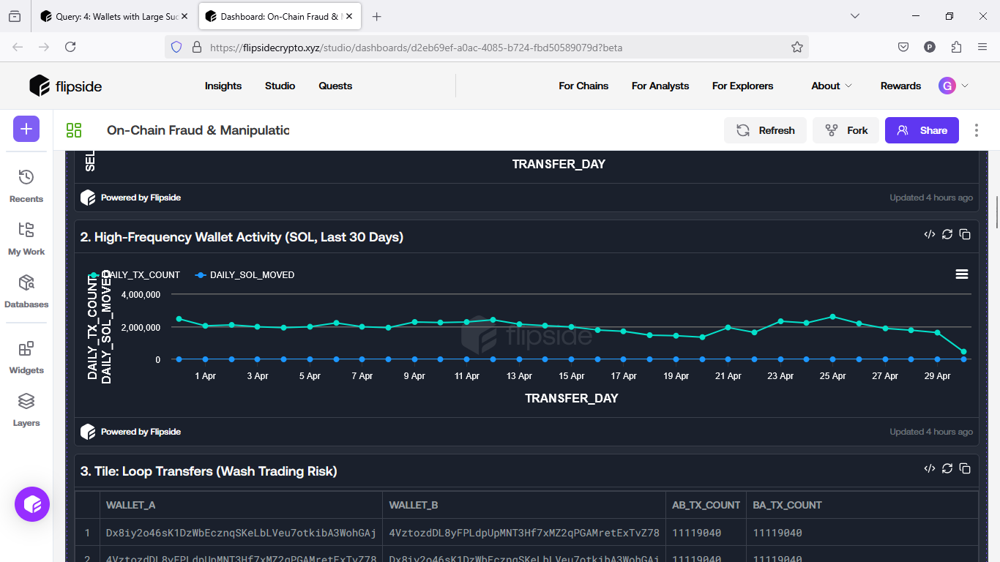 Query: 4: Wallets with Large Suc
Dashboard: On-Chain Fraud & M
https://flipsidecrypto.xyz/studio/dashboards/d2eb69ef-a0ac-4085-b724-fbd50589079d?beta
P
flipside
Insights
Studio
Quests
For Chains
For Analysts
For Explorers
About
Rewards
G
On-Chain Fraud & Manipulatio
Refresh
Fork
Share
Recents
My Work
Databases
Widgets
Layers
SEL
TRANSFER_DAY
Powered by Flipside
Updated 4 hours ago
2. High-Frequency Wallet Activity (SOL, Last 30 Days)
DAILY_TX_COUNT DAILY_SOL_MOVED
DAILY_TX_COUNT
DAILY_SOL_MOVED
4,000,000
2,000,000
0
flipside
1 Apr 3 Apr 5 Apr 7 Apr 9 Apr 11 Apr 13 Apr 15 Apr 17 Apr 19 Apr 21 Apr 23 Apr 25 Apr 27 Apr 29 Apr
TRANSFER_DAY
Powered by Flipside
Updated 4 hours ago
3. Tile: Loop Transfers (Wash Trading Risk)
WALLET_A WALLET_B AB_TX_COUNT BA_TX_COUNT
1 Dx8iy2o46sK1DzWbEcznqSKeLbLVeu7otkibA3WohGAj 4VztozdDL8yFPLdpUpMNT3Hf7xMZ2qPGAMretExTvZ78 11119040 11119040
2 4VztozdDL8yFPLdpUpMNT3Hf7xMZ2qPGAMretExTvZ78 Dx8iy2o46sK1DzWbEcznqSKeLbLVeu7otkibA3WohGAj 11119040 11119040